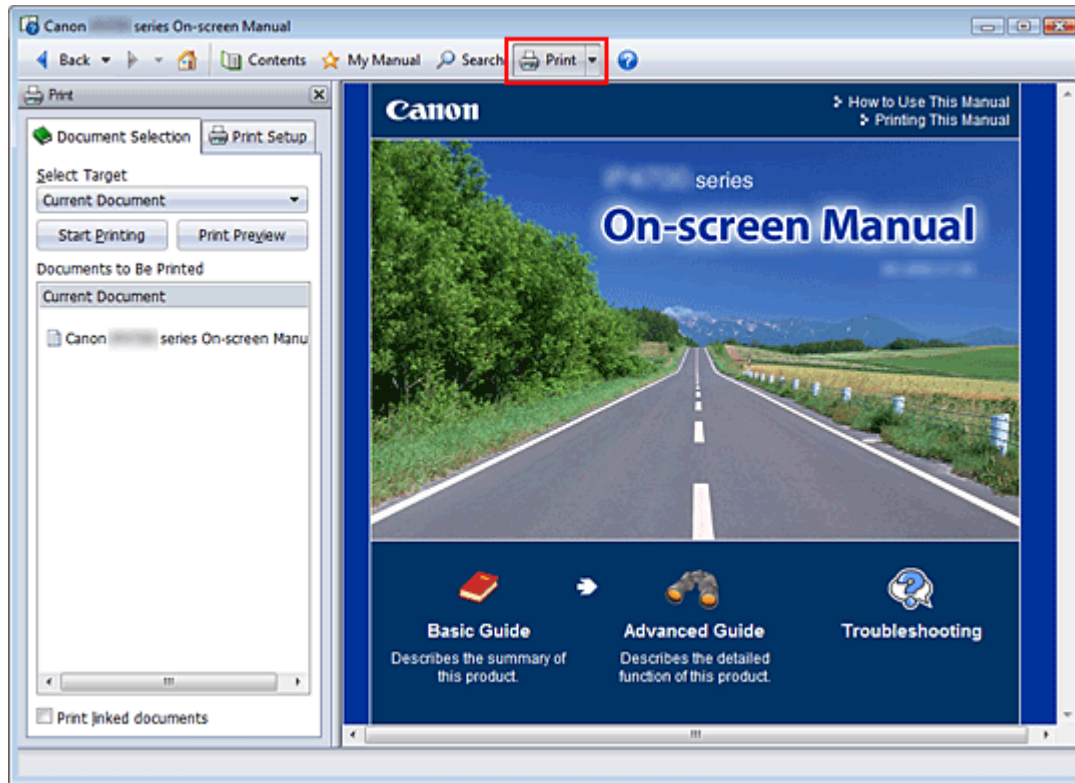 Canon series On-screen Manual
Back Contents My Manual Search Print
Print
Document Selection Print Setup
Select Target
Current Document
Start Printing Print Preview
Documents to Be Printed
Current Document
Canon series On-screen Manu
Print linked documents
Canon
How to Use This Manual
Printing This Manual
series
On-screen Manual
Basic Guide
Describes the summary of
this product.
Advanced Guide
Describes the detailed
function of this product.
Troubleshooting